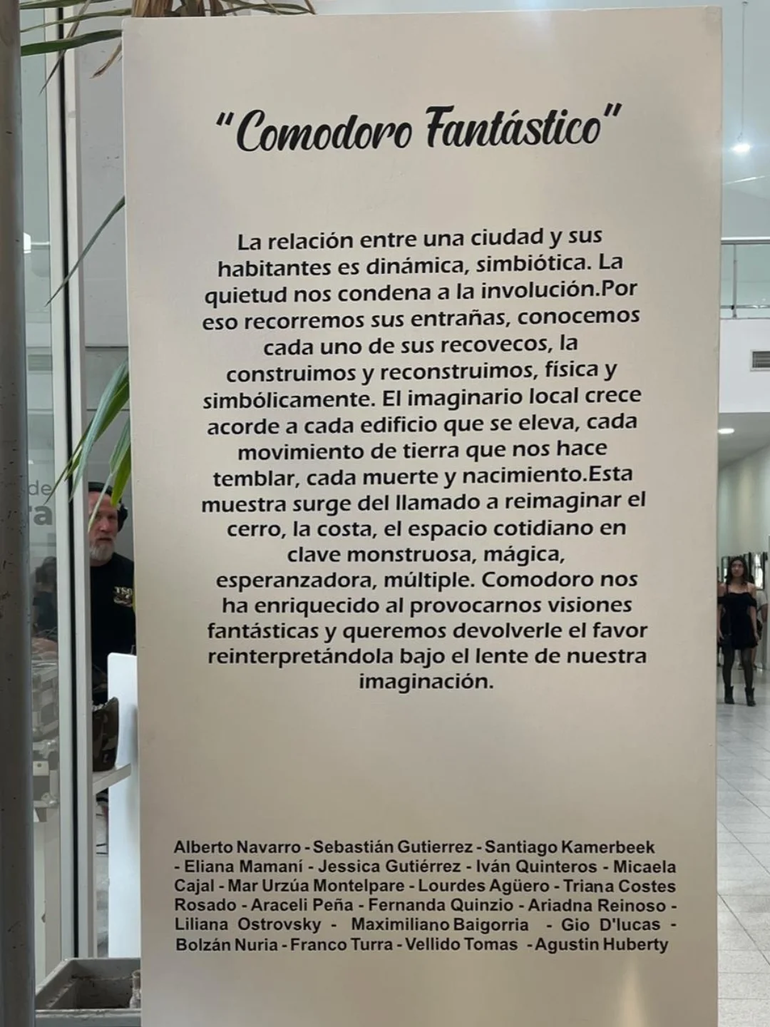 "Comodoro Fantástico"
La relación entre una ciudad y sus
habitantes es dinámica, simbiótica. La
quietud nos condena a la involución.Por
eso recorremos sus entrañas, conocemos
cada uno de sus recovecos, la
construimos y reconstruimos, física y
simbólicamente. El imaginario local crece
acorde a cada edificio que se eleva, cada
movimiento de tierra que nos hace
temblar, cada muerte y nacimiento.Esta
muestra surge del llamado a reimaginar el
cerro, la costa, el espacio cotidiano en
clave monstruosa, mágica,
esperanzadora, múltiple. Comodoro nos
ha enriquecido al provocarnos visiones
fantásticas y queremos devolverle el favor
reinterpretándola bajo el lente de nuestra
imaginación.
Alberto Navarro - Sebastián Gutierrez - Santiago Kamerbeek
- Eliana Mamaní - Jessica Gutiérrez - Iván Quinteros - Micaela
Cajal - Mar Urzúa Montelpare - Lourdes Agüero - Triana Costes
Rosado - Araceli Peña - Fernanda Quinzio - Ariadna Reinoso -
Liliana Ostrovsky - Maximiliano Baigorria - Gio D'lucas -
Bolzán Nuria - Franco Turra - Vellido Tomas - Agustin Huberty
de
ra